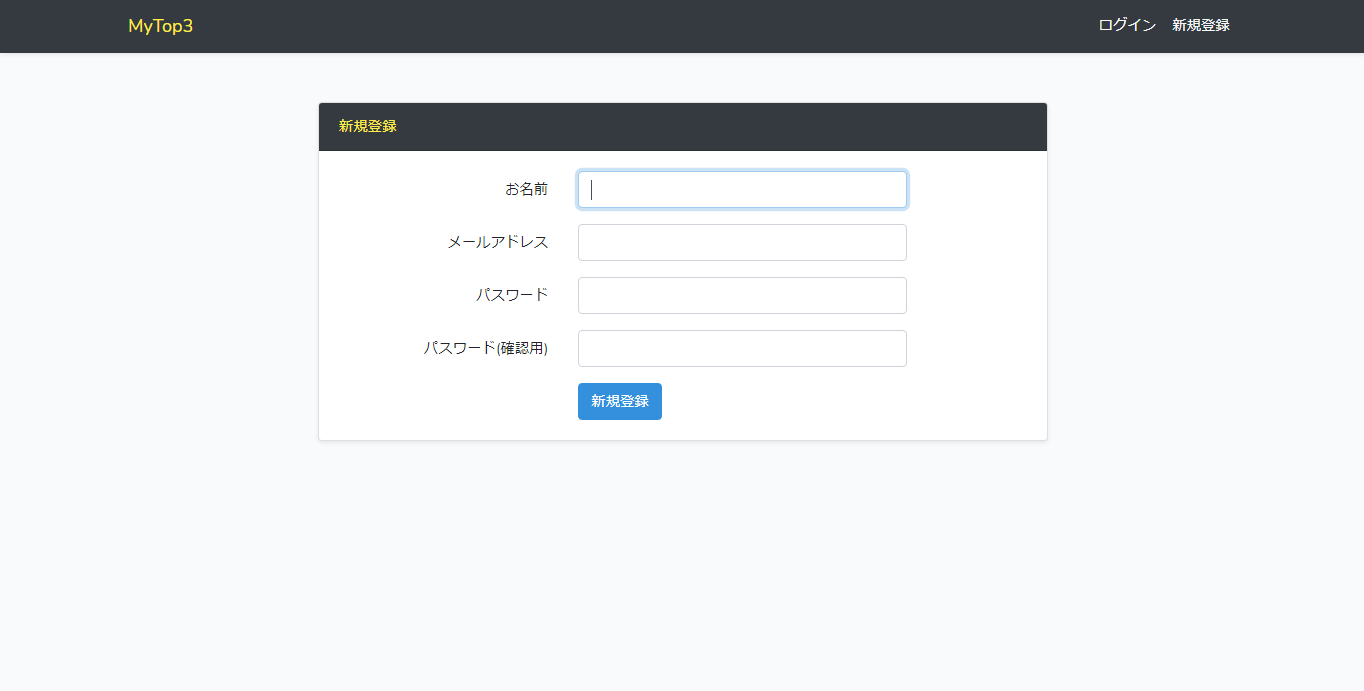 MyTop3
ログイン 新規登録
新規登録
お名前
メールアドレス
パスワード
パスワード(確認用)
新規登録